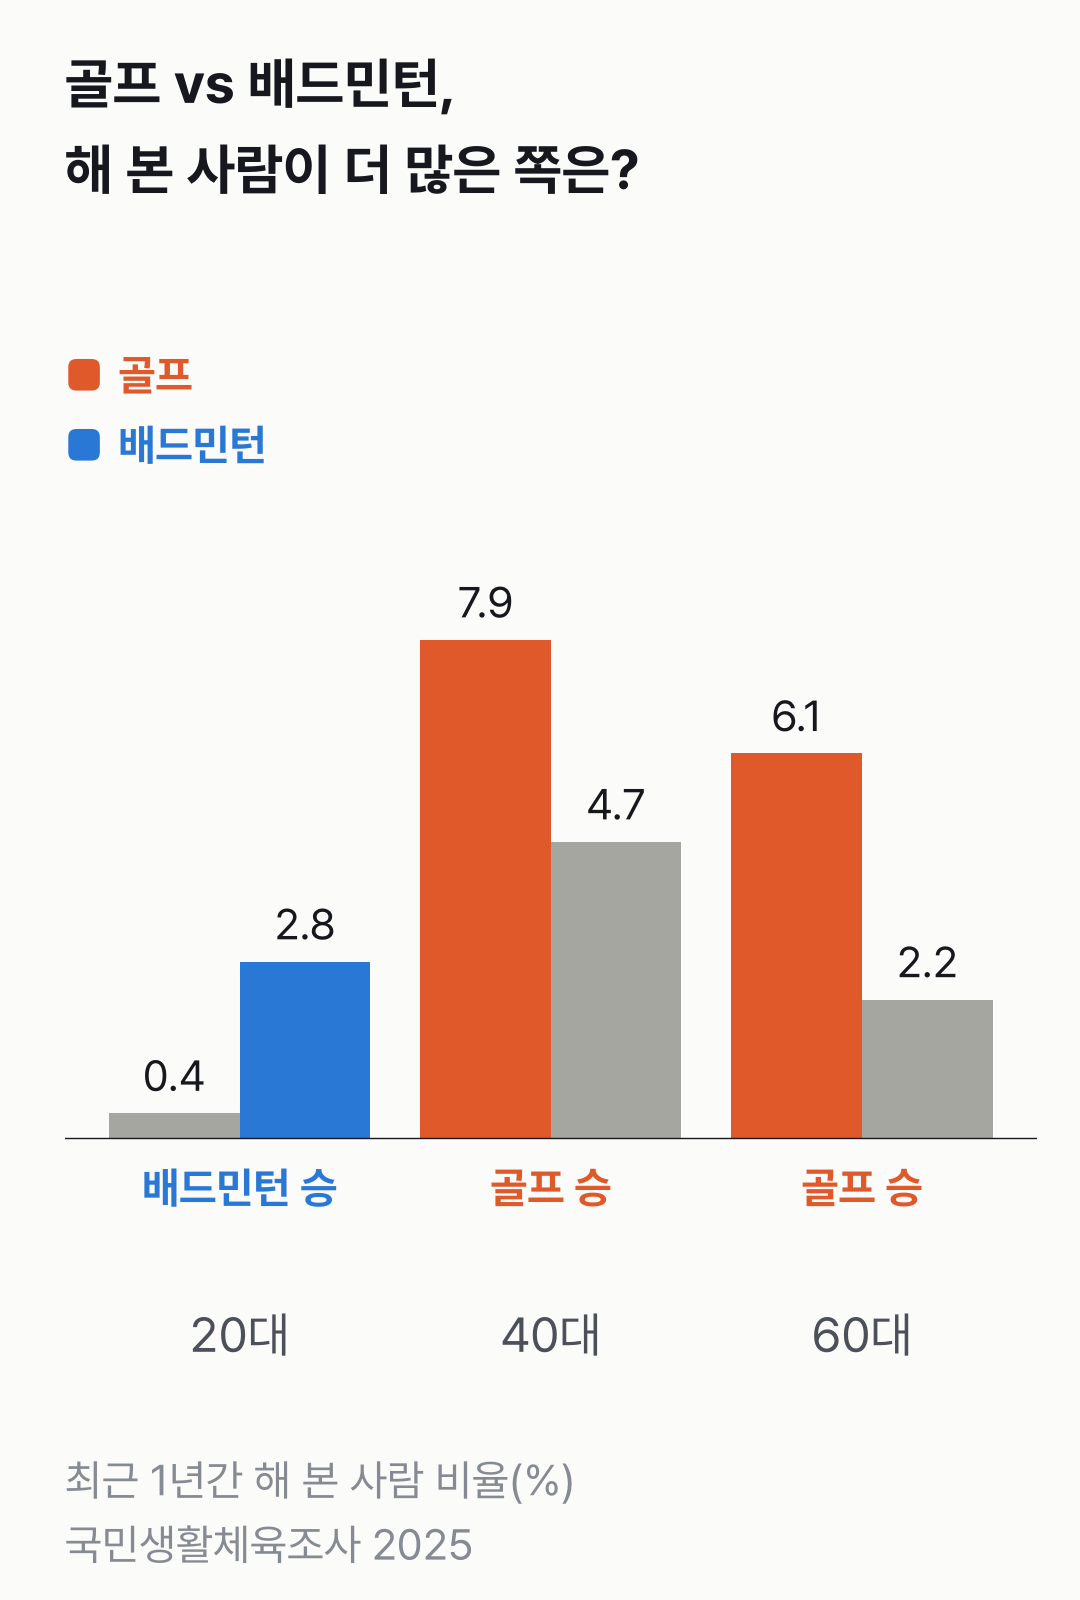 골프 vs 배드민턴,
해 본 사람이 더 많은 쪽은?
골프
배드민턴
7.9
6.1
4.7
2.8
2.2
0.4
배드민턴 승
골프 승
골프 승
20대
40대
60대
최근 1년간 해 본 사람 비율(%)
국민생활체육조사 2025